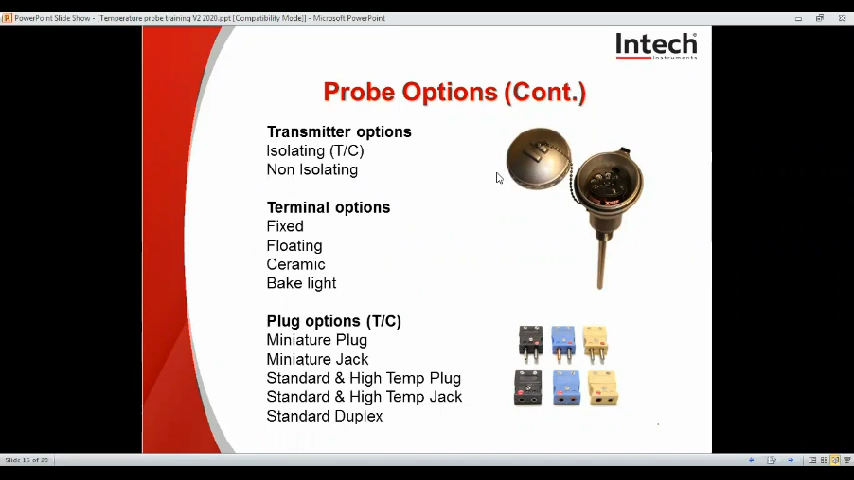 PowerPoint Slide Show - [Temperature probe training V2 2020.ppt [Compatibility Mode]] - Microsoft PowerPoint
Intech
Instruments
Probe Options (Cont.)
Transmitter options
Isolating (T/C)
Non Isolating
Terminal options
Fixed
Floating
Ceramic
Bake light
Plug options (T/C)
Miniature Plug
Miniature Jack
Standard & High Temp Plug
Standard & High Temp Jack
Standard Duplex